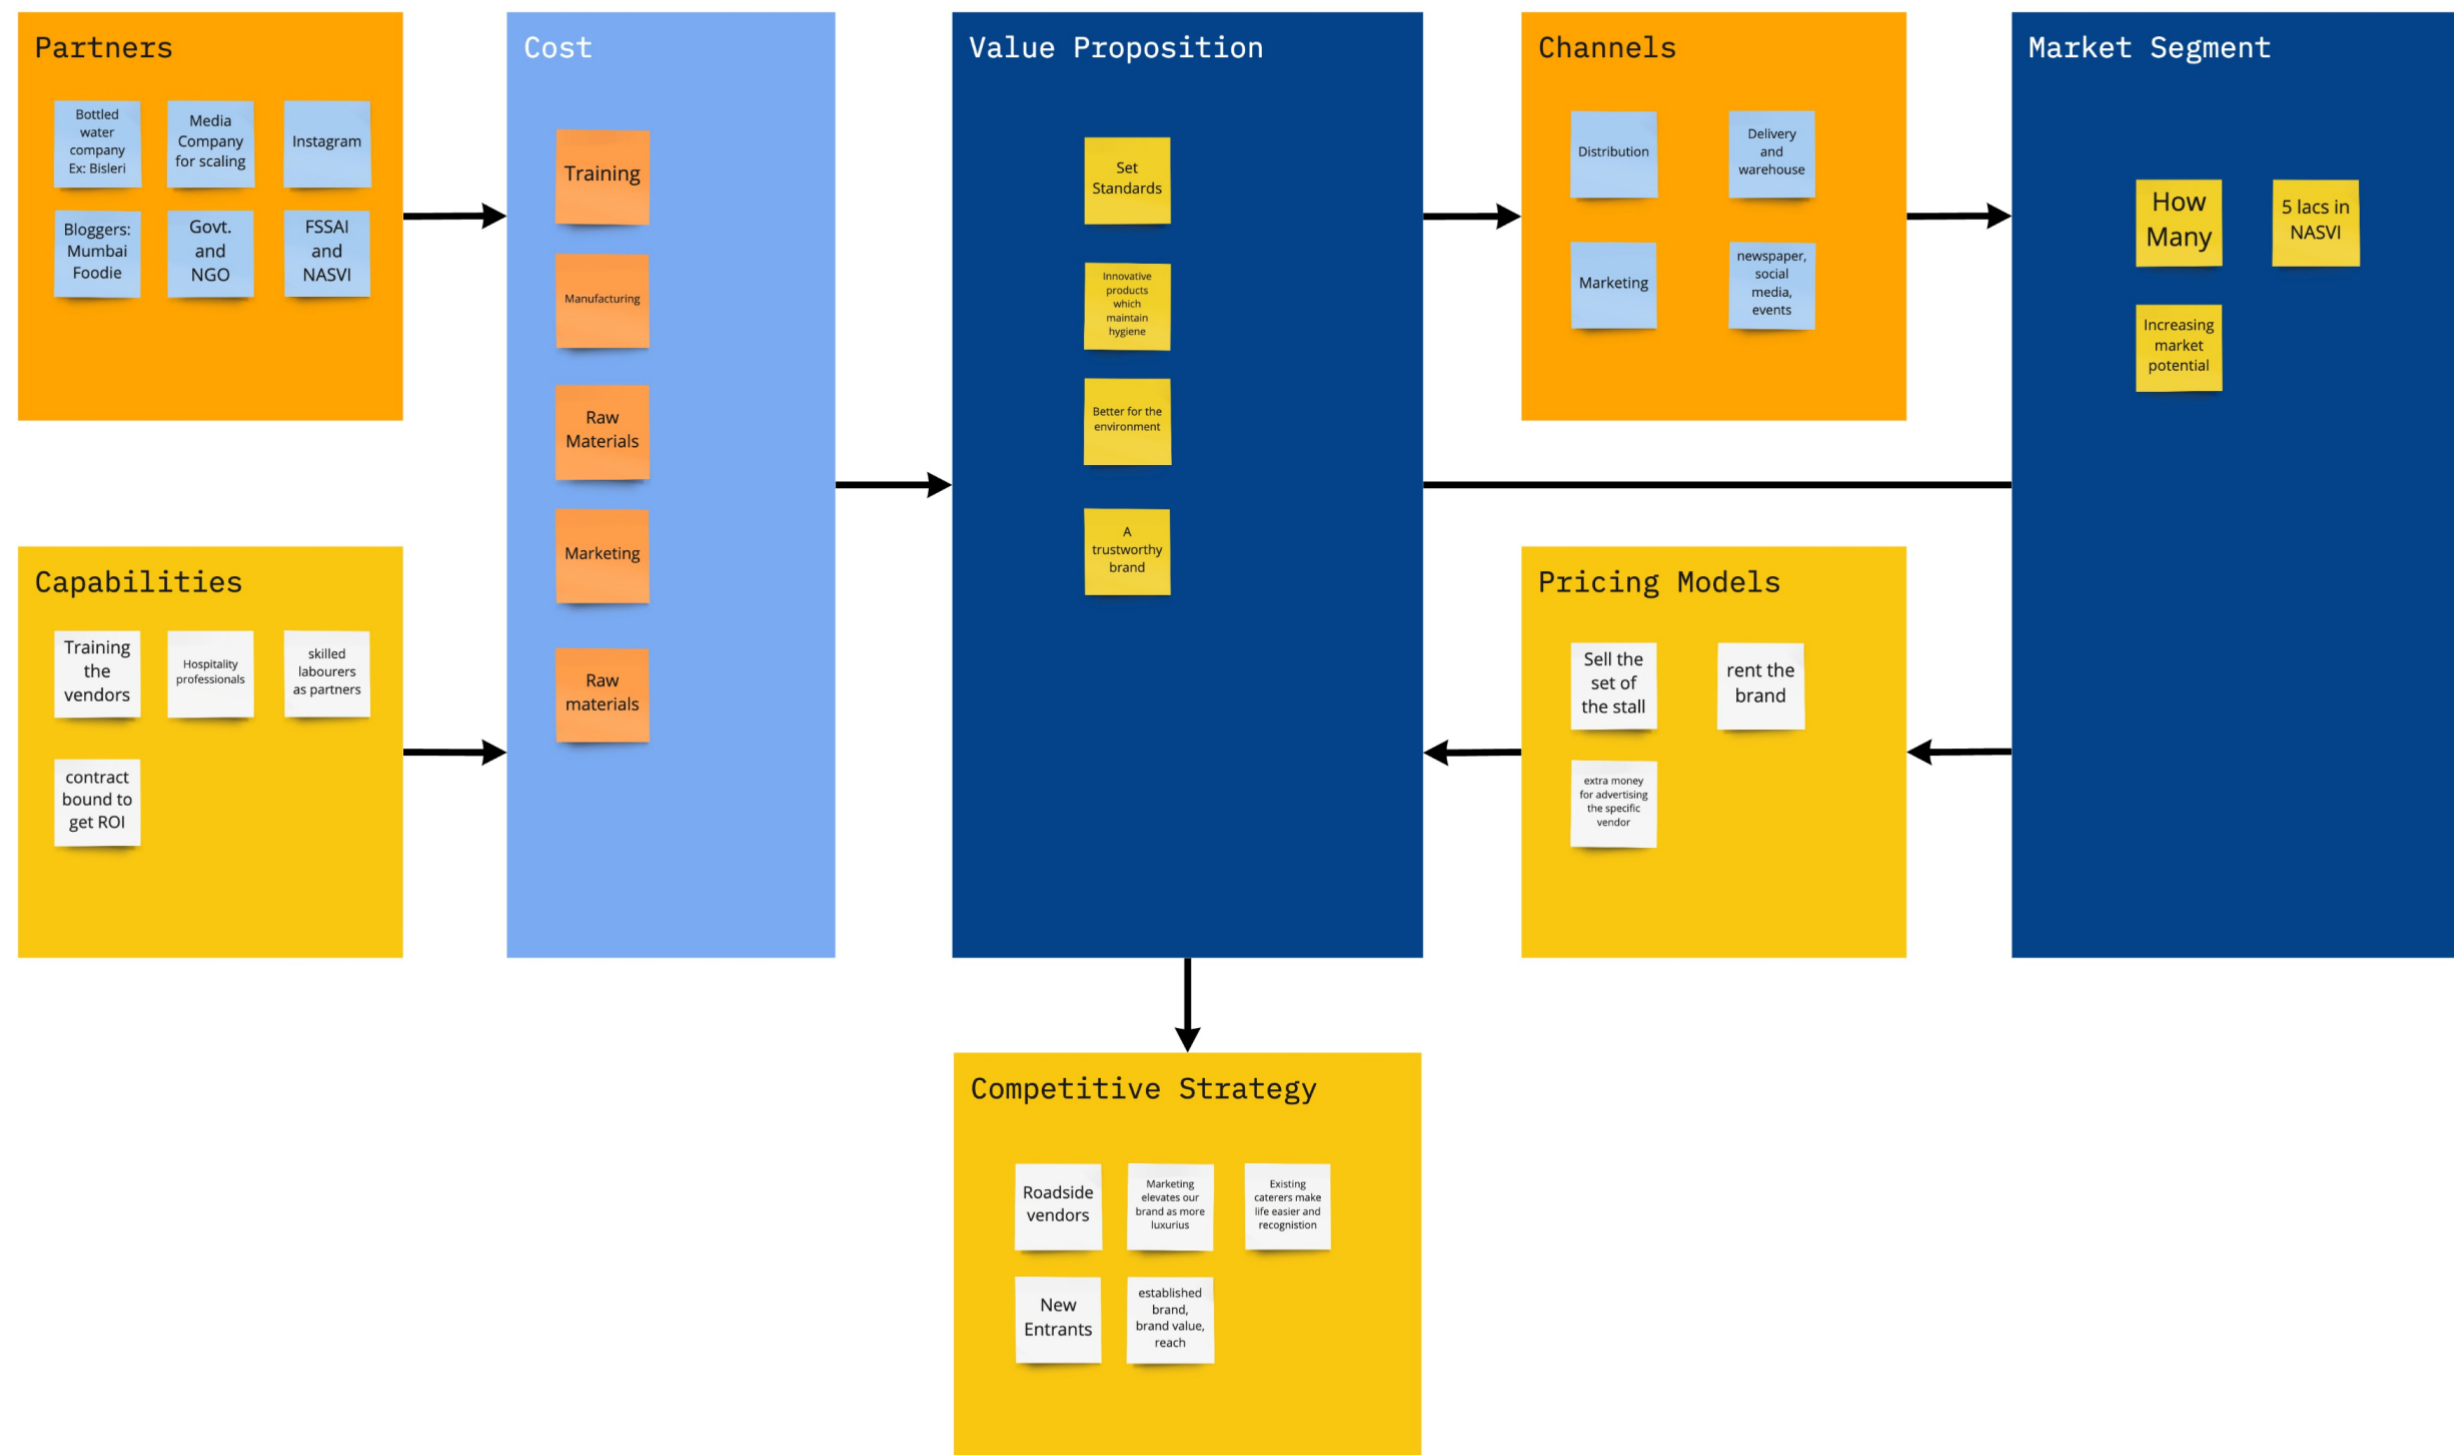 Partners
Bottled
water
company
Ex: Bisleri
Media
Company
for scaling
Instagram
Bloggers:
Mumbai
Foodie
Govt.
and
NGO
FSSAI
and
NASVI
Capabilities
Training
the
vendors
Hospitality
professionals
skilled
labourers
as partners
contract
bound to
get ROI
Cost
Training
Manufacturing
Raw
Materials
Marketing
Raw
materials
Value Proposition
Set
Standards
Innovative
products
which
maintain
hygiene
Better for the
environment
A
trustworthy
brand
Channels
Distribution
Delivery
and
warehouse
Marketing
newspaper,
social
media,
events
Pricing Models
Sell the
set of
the stall
rent the
brand
extra money
for advertising
the specific
vendor
Market Segment
How
Many
5 lacs in
NASVI
Increasing
market
potential
Competitive Strategy
Roadside
vendors
Marketing
elevates our
brand as more
luxurius
Existing
caterers make
life easier and
recognistion
New
Entrants
established
brand,
brand value,
reach